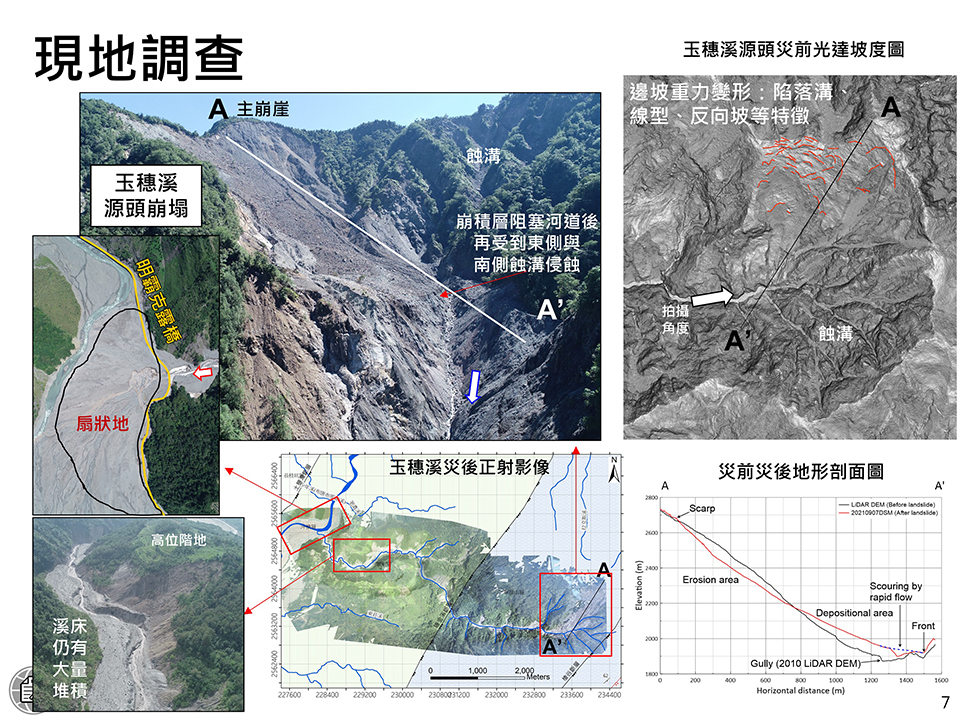 現地調查
玉穗溪源頭災前光達坡度圖
A 主崩崖
蝕溝
玉穗溪
源頭崩塌
崩積層阻塞河道後
再受到東側與
南側蝕溝侵蝕
A’
明霸克露橋
扇狀地
邊坡重力變形：陷落溝、
線型、反向坡等特徵
A
拍攝
角度
A’
蝕溝
高位階地
溪床
仍有
大量
堆積
玉穗溪災後正射影像
N
2566400
2565600
2564800
2564000
2563200
2562400
A
A’
0 1,000 2,000
Meters
227600 228400 229200 230000 230800 231200 232000 232800 233600 234400
災前災後地形剖面圖
A A’
LiDAR DEM (Before landslide)
20210907DSM (After landslide)
Elevation (m)
2800
2600
2400
2200
2000
1800
Scarp
Erosion area
Scouring by
rapid flow
Depositional area
Front
Gully (2010 LiDAR DEM)
0 200 400 600 800 1000 1200 1400 1600
Horizontal distance (m)
7